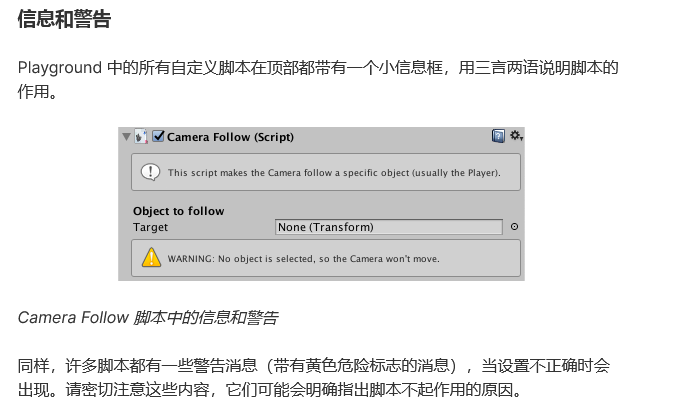 信息和警告
Playground 中的所有自定义脚本在顶部都带有一个小信息框，用三言两语说明脚本的
作用。
Camera Follow (Script)
This script makes the Camera follow a specific object (usually the Player).
Object to follow
Target None (Transform)
WARNING: No object is selected, so the Camera won't move.
Camera Follow 脚本中的信息和警告
同样，许多脚本都有一些警告消息（带有黄色危险标志的消息），当设置不正确时会
出现。请密切注意这些内容，它们可能会明确指出脚本不起作用的原因。